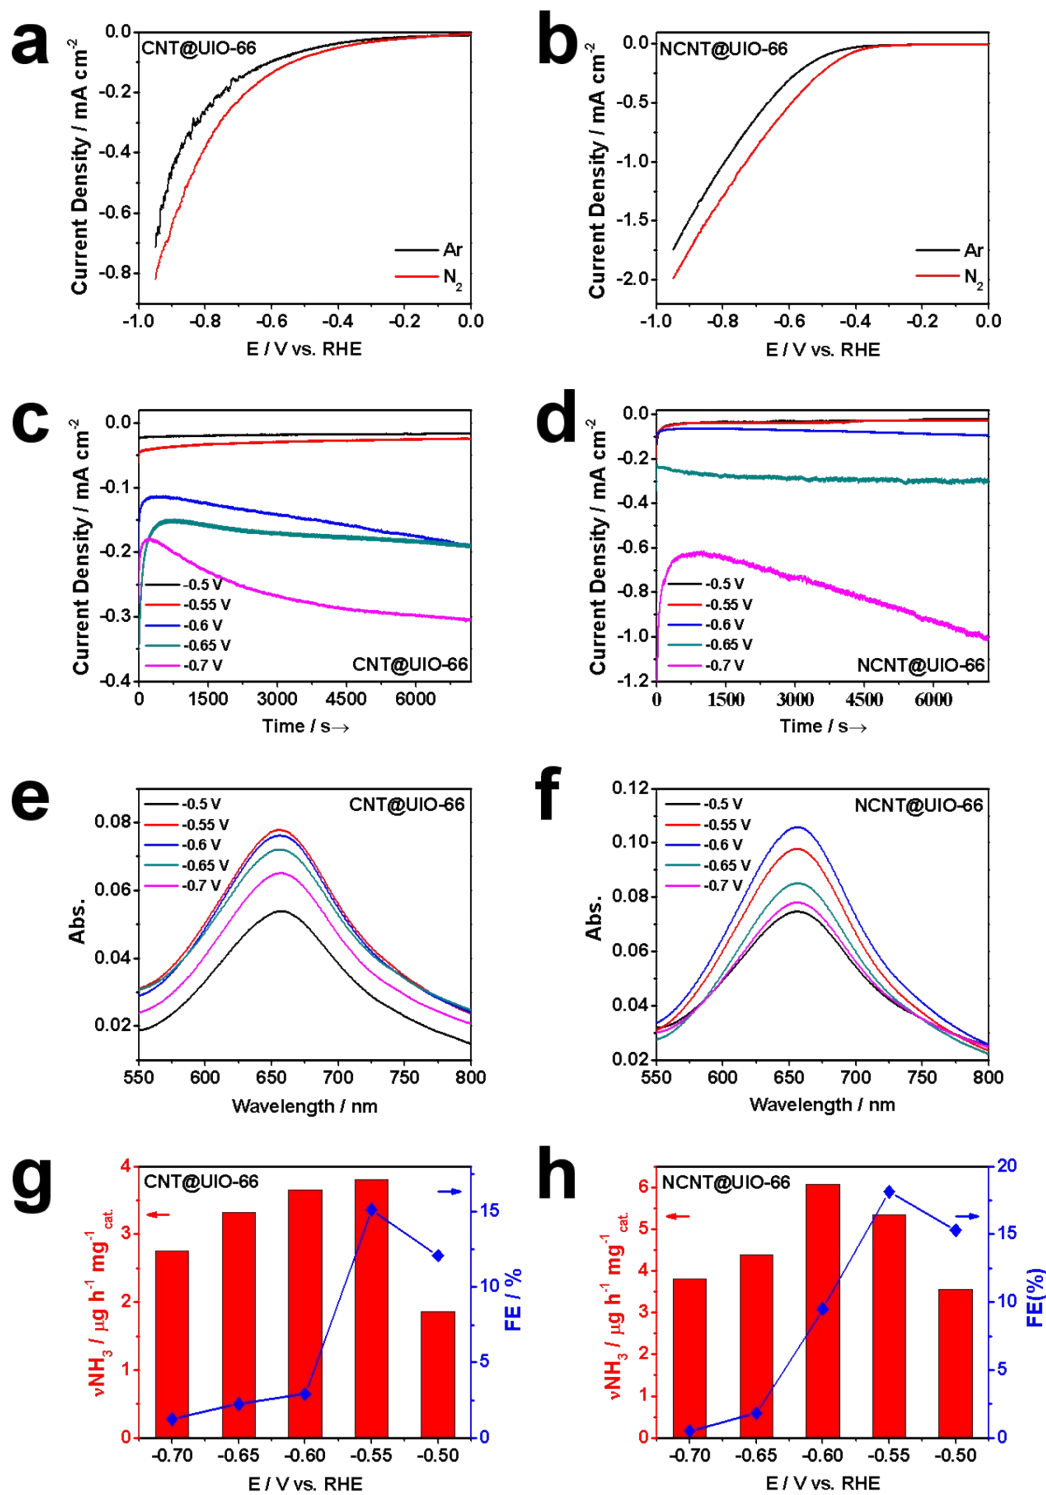 a
CNT@UIO-66
0.0
-0.2
-0.4
-0.6
-0.8
Current Density / mA cm-2
Ar
N2
-1.0 -0.8 -0.6 -0.4 -0.2 0.0
E / V vs. RHE
b
NCNT@UIO-66
0.0
-0.5
-1.0
-1.5
-2.0
Current Density / mA cm-2
Ar
N2
-1.0 -0.8 -0.6 -0.4 -0.2 0.0
E / V vs. RHE
c
0.0
-0.1
-0.2
-0.3
-0.4
Current Density / mA cm-2
-0.5 V
-0.55 V
-0.6 V
-0.65 V
-0.7 V
CNT@UIO-66
0 1500 3000 4500 6000
Time / s→
d
0.0
-0.2
-0.4
-0.6
-0.8
-1.0
-1.2
Current Density / mA cm-2
-0.5 V
-0.55 V
-0.6 V
-0.65 V
-0.7 V
NCNT@UIO-66
0 1500 3000 4500 6000
Time / s→
e
CNT@UIO-66
-0.5 V
-0.55 V
-0.6 V
-0.65 V
-0.7 V
0.08
0.06
0.04
0.02
Abs.
550 600 650 700 750 800
Wavelength / nm
f
NCNT@UIO-66
-0.5 V
-0.55 V
-0.6 V
-0.65 V
-0.7 V
0.12
0.10
0.08
0.06
0.04
0.02
Abs.
550 600 650 700 750 800
Wavelength / nm
g
CNT@UIO-66
4
3
2
1
0
νNH3 / μg h-1 mg-1cat.
15
10
5
0
FE / %
-0.70 -0.65 -0.60 -0.55 -0.50
E / V vs. RHE
h
NCNT@UIO-66
6
5
4
3
2
1
0
νNH3 / μg h-1 mg-1cat.
20
15
10
5
0
FE(%)
-0.70 -0.65 -0.60 -0.55 -0.50
E / V vs. RHE